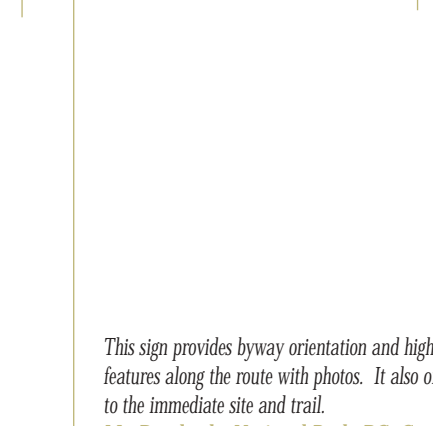 This sign provides byway orientation and high
features along the route with photos.  It also o
to the immediate site and trail.